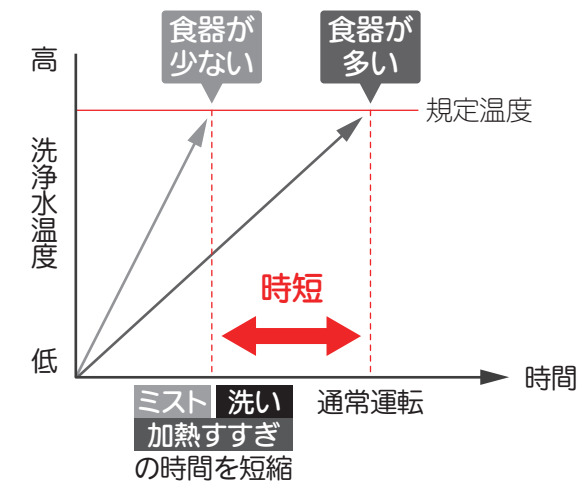 食器が
少ない
食器が
多い
高
規定温度
洗浄水温度
時短
低
時間
ミスト 洗い
加熱すすぎ
の時間を短縮
通常運転